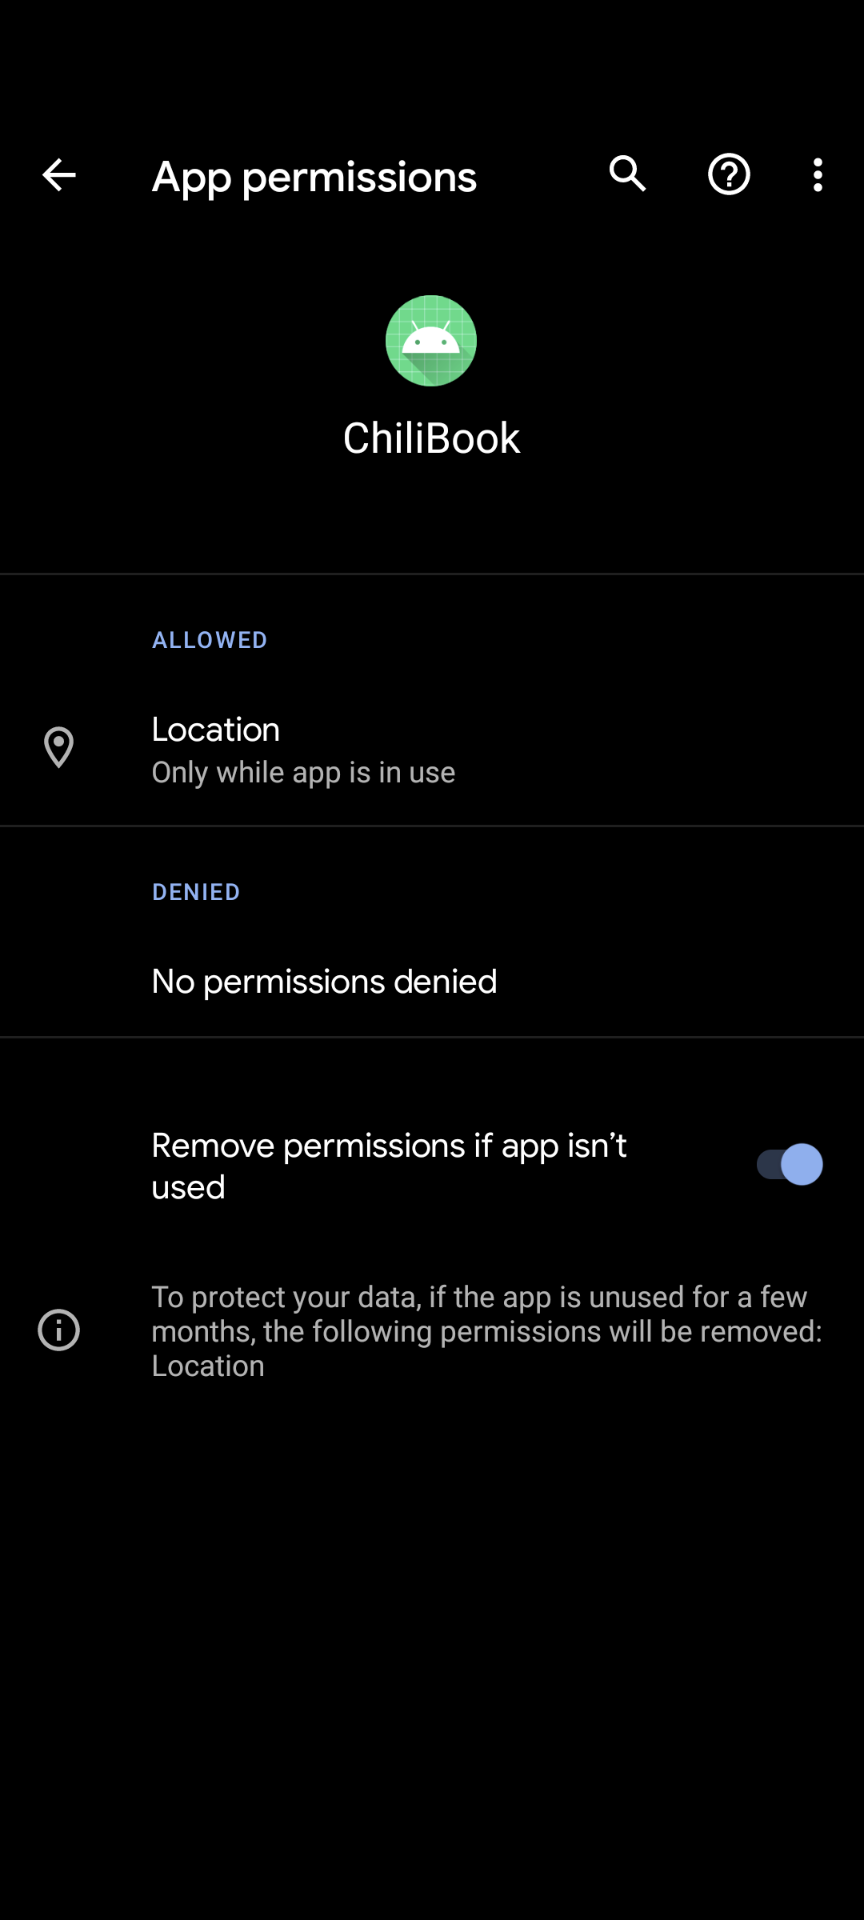 App permissions
ChiliBook
ALLOWED
Location
Only while app is in use
DENIED
No permissions denied
Remove permissions if app isn’t
used
To protect your data, if the app is unused for a few
months, the following permissions will be removed:
Location